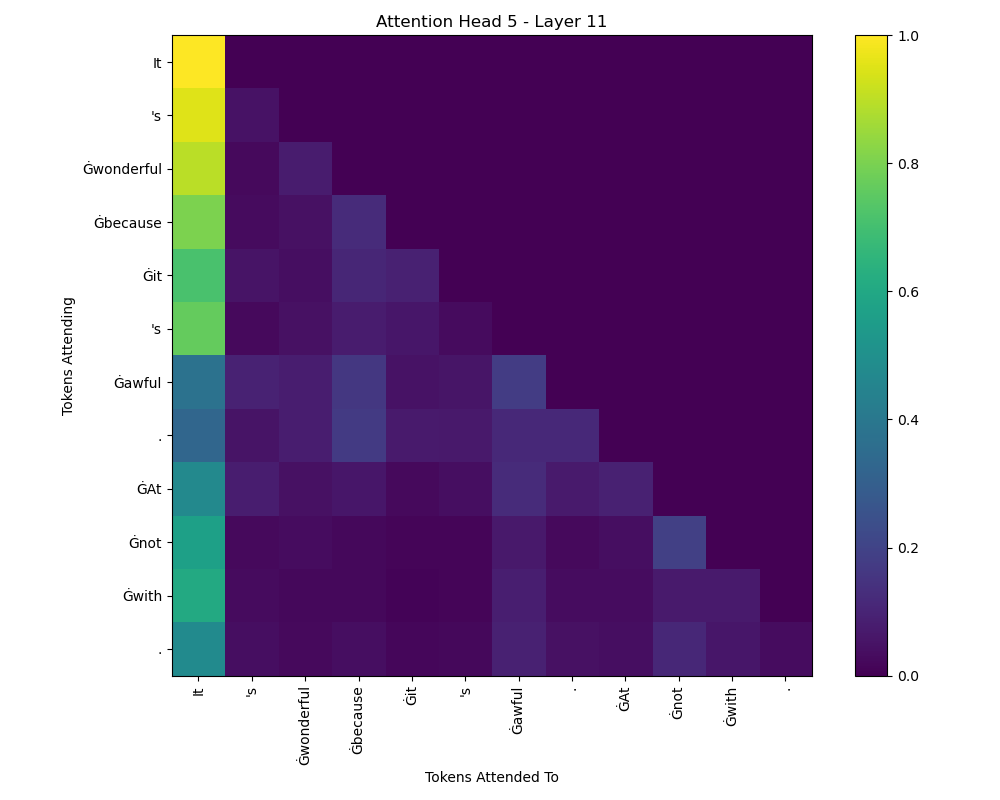 Attention Head 5 - Layer 11
It
's
Ġwonderful
Ġbecause
Ġit
's
Ġawful
.
ĠAt
Ġnot
Ġwith
.
Tokens Attending
It
's
Ġwonderful
Ġbecause
Ġit
's
Ġawful
.
ĠAt
Ġnot
Ġwith
.
Tokens Attended To
1.0
0.8
0.6
0.4
0.2
0.0